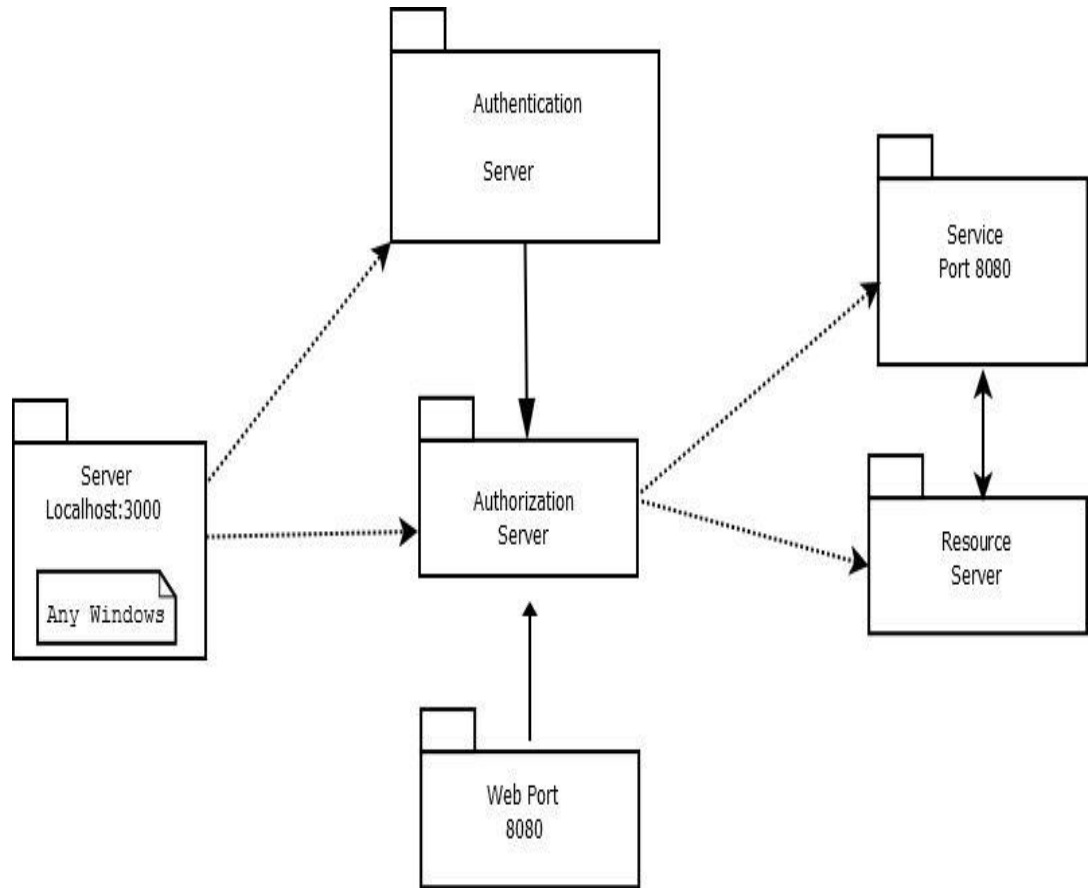 Authentication
Server
Service
Port 8080
Server
Localhost:3000
Any Windows
Authorization
Server
Resource
Server
Web Port
8080